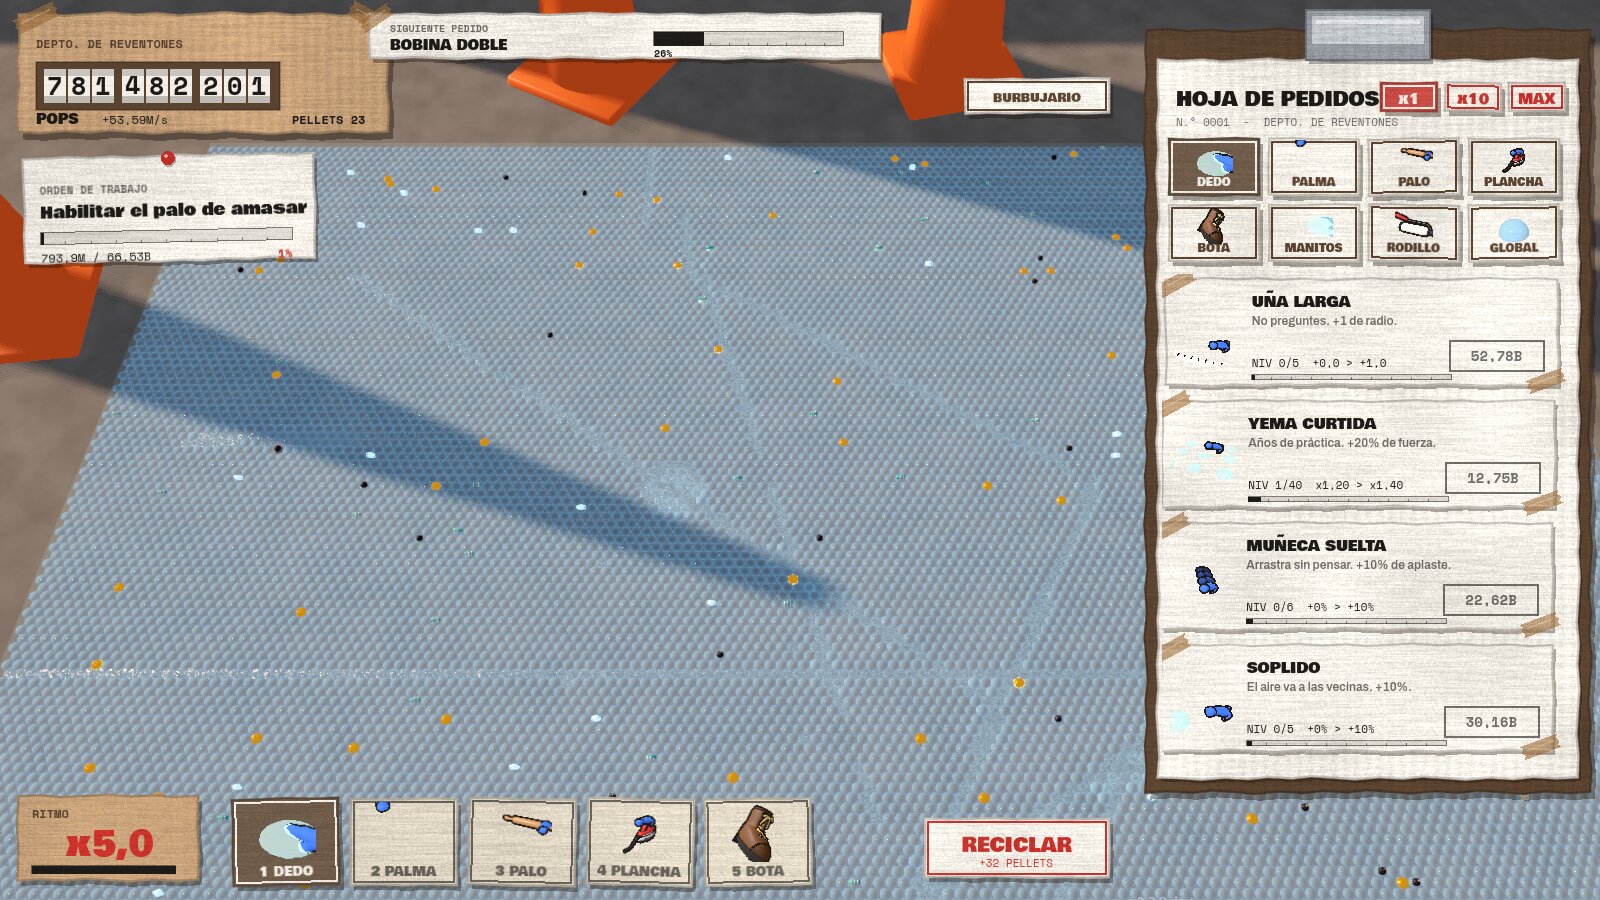 DEPTO. DE REVENTONES
781 482 201
POPS +53,59M/s PELLETS 23
SIGUIENTE PEDIDO
BOBINA DOBLE
26%
BURBUJARIO
ORDEN DE TRABAJO
Habilitar el palo de amasar
793,9M / 66,53B 1%
HOJA DE PEDIDOS x1 x10 MAX
N.° 0001 - DEPTO. DE REVENTONES
DEDO PALMA PALO PLANCHA
BOTA MANITOS RODILLO GLOBAL
UÑA LARGA
No preguntes. +1 de radio.
NIV 0/5 +0,0 > +1,0
52,78B
YEMA CURTIDA
Años de práctica. +20% de fuerza.
NIV 1/40 x1,20 > x1,40
12,75B
MUÑECA SUELTA
Arrastra sin pensar. +10% de aplaste.
NIV 0/6 +0% > +10%
22,62B
SOPLIDO
El aire va a las vecinas. +10%.
NIV 0/5 +0% > +10%
30,16B
RITMO
x5,0
1 DEDO 2 PALMA 3 PALO 4 PLANCHA 5 BOTA
RECICLAR
+32 PELLETS